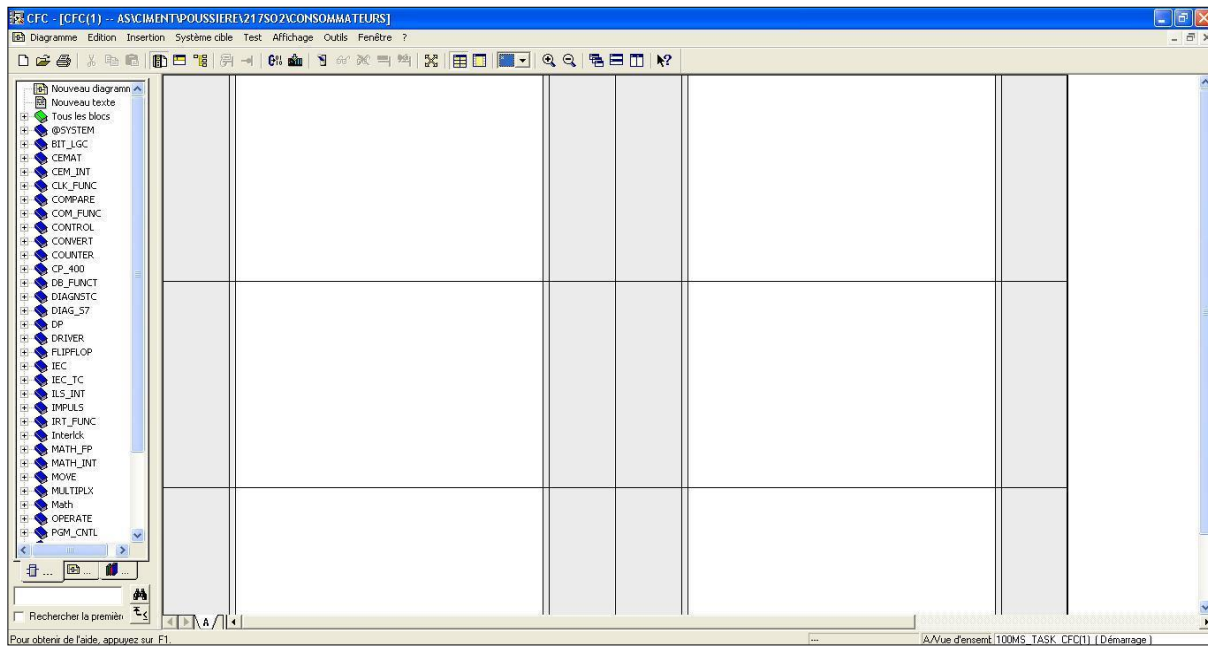 CFC - [CFC(1) -- AS\CIMENT\POUSSIERE\217SO2\CONSOMMATEURS]
Diagramme Edition Insertion Système cible Test Affichage Outils Fenêtre ?
Nouveau diagramm
Nouveau texte
Tous les blocs
@SYSTEM
BIT_LGC
CEMAT
CEM_INT
CLK_FUNC
COMPARE
COM_FUNC
CONTROL
CONVERT
COUNTER
CP_400
DB_FUNCT
DIAGNSTC
DIAG_S7
DP
DRIVER
FLIPFLOP
IEC
IEC_TC
ILS_INT
IMPULS
IRT_FUNC
Interlck
MATH_FP
MATH_INT
MOVE
MULTIPLX
Math
OPERATE
PGM_CNTL
... ... ...
Rechercher la premièr
A
Pour obtenir de l'aide, appuyez sur F1. --- A/Vue d'ensemt 100MS_TASK CFC(1) (Démarrage)